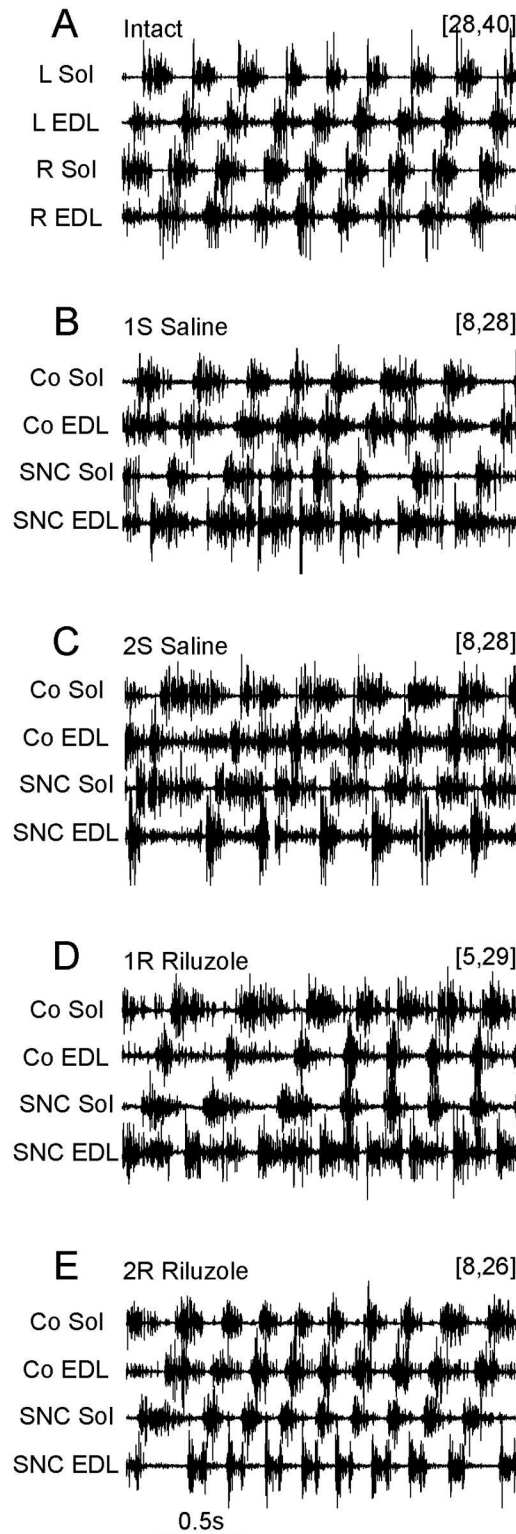 A Intact [28,40]
L Sol
L EDL
R Sol
R EDL
B 1S Saline [8,28]
Co Sol
Co EDL
SNC Sol
SNC EDL
C 2S Saline [8,28]
Co Sol
Co EDL
SNC Sol
SNC EDL
D 1R Riluzole [5,29]
Co Sol
Co EDL
SNC Sol
SNC EDL
E 2R Riluzole [8,26]
Co Sol
Co EDL
SNC Sol
SNC EDL
0.5s